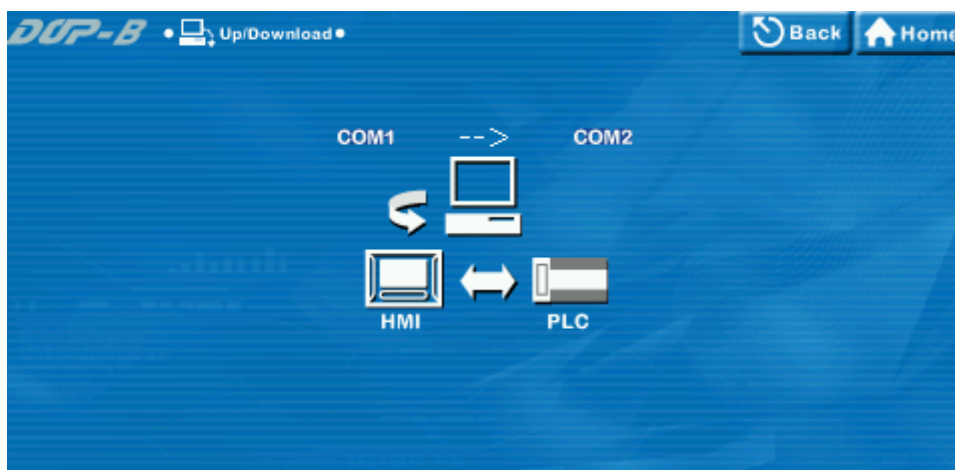 DOP-B • Up/Download •
Back
Home
COM1 --> COM2
HMI
PLC